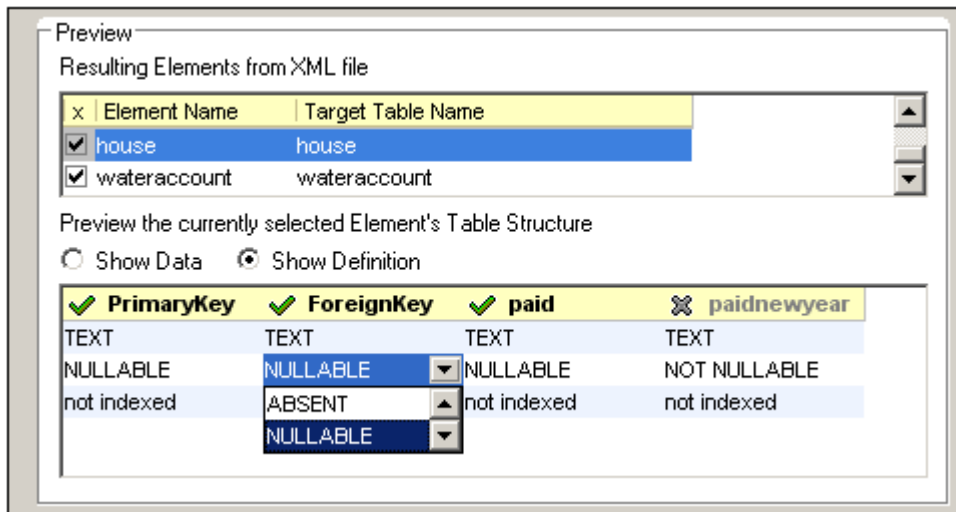 Preview
Resulting Elements from XML file
x Element Name Target Table Name
house house
wateraccount wateraccount
Preview the currently selected Element's Table Structure
Show Data Show Definition
PrimaryKey ForeignKey paid paidnewyear
TEXT TEXT TEXT TEXT
NULLABLE NULLABLE NULLABLE NOT NULLABLE
not indexed ABSENT not indexed not indexed
NULLABLE